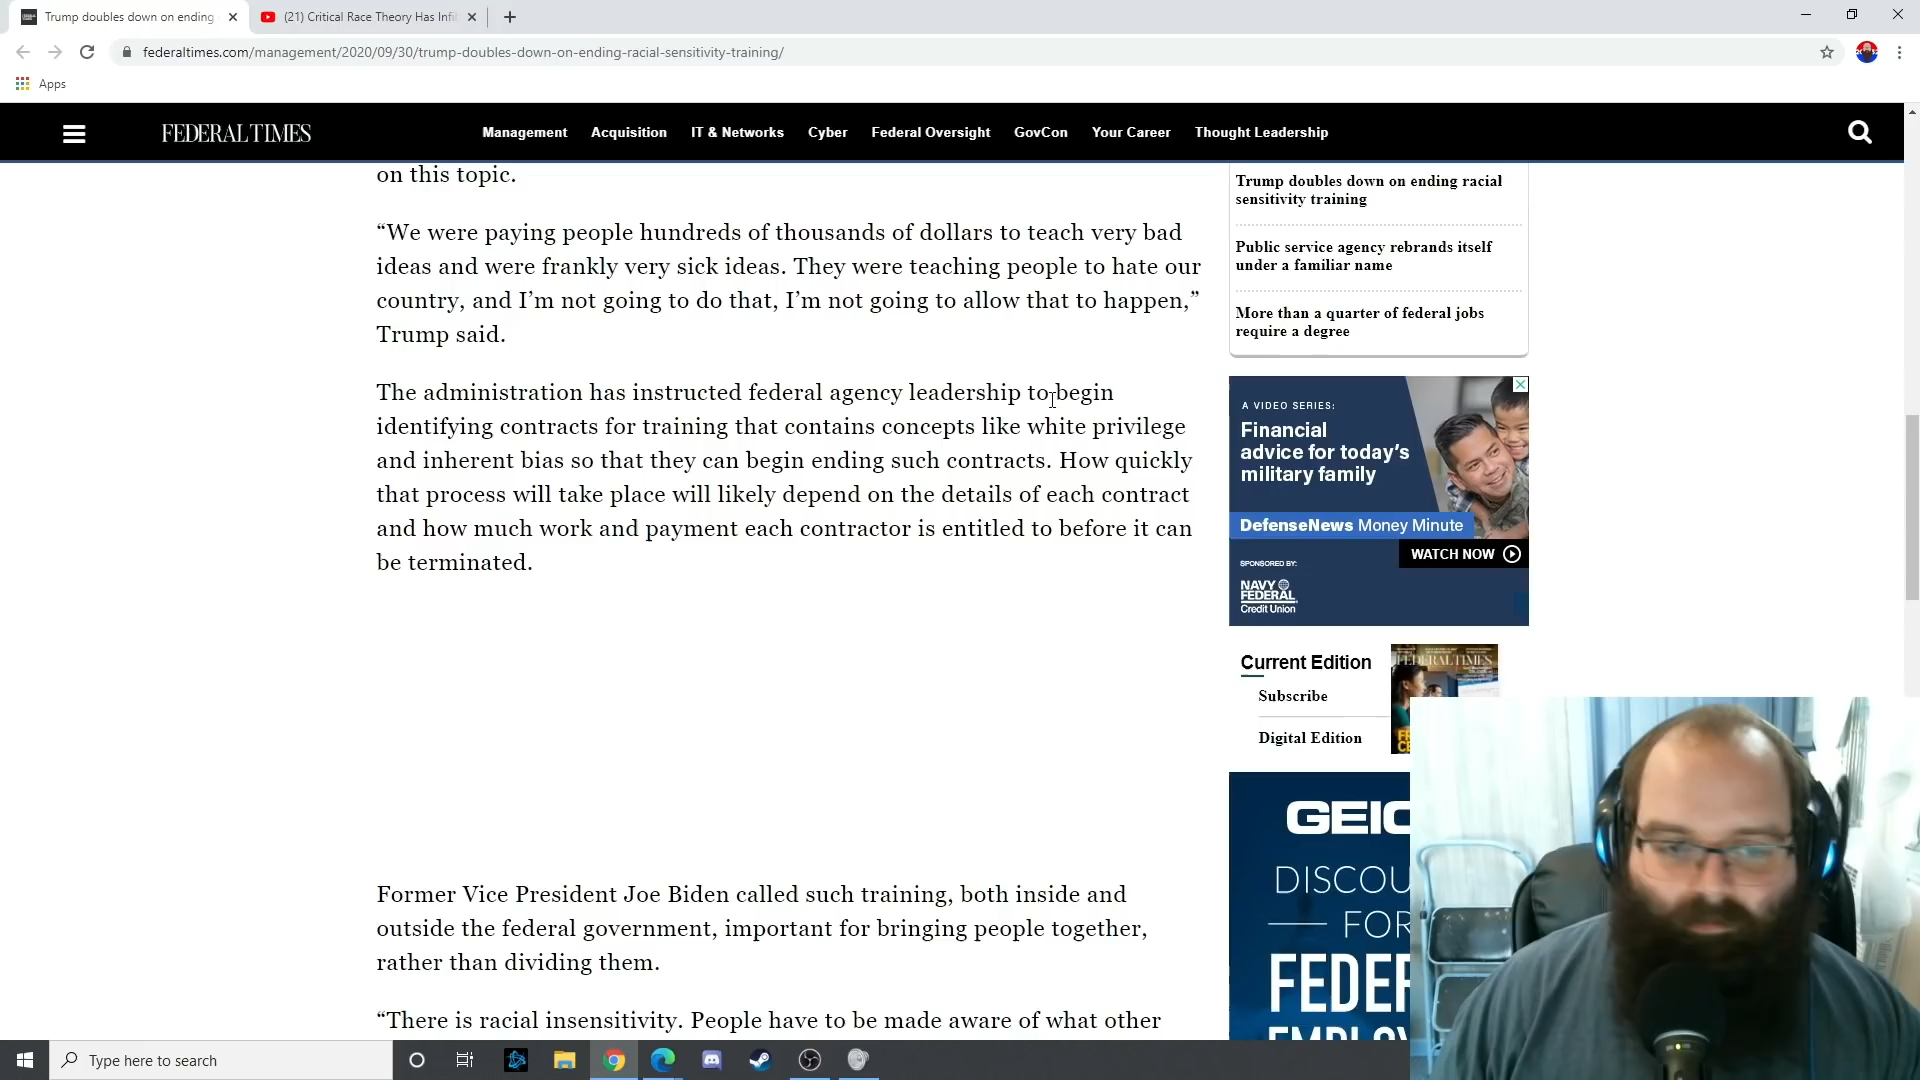 Trump doubles down on ending
(21) Critical Race Theory Has Infi
federaltimes.com/management/2020/09/30/trump-doubles-down-on-ending-racial-sensitivity-training/
Apps
FEDERALTIMES
Management
Acquisition
IT & Networks
Cyber
Federal Oversight
GovCon
Your Career
Thought Leadership
on this topic.
“We were paying people hundreds of thousands of dollars to teach very bad
ideas and were frankly very sick ideas. They were teaching people to hate our
country, and I’m not going to do that, I’m not going to allow that to happen,”
Trump said.
The administration has instructed federal agency leadership to begin
identifying contracts for training that contains concepts like white privilege
and inherent bias so that they can begin ending such contracts. How quickly
that process will take place will likely depend on the details of each contract
and how much work and payment each contractor is entitled to before it can
be terminated.
Former Vice President Joe Biden called such training, both inside and
outside the federal government, important for bringing people together,
rather than dividing them.
“There is racial insensitivity. People have to be made aware of what other
Trump doubles down on ending racial
sensitivity training
Public service agency rebrands itself
under a familiar name
More than a quarter of federal jobs
require a degree
A VIDEO SERIES:
Financial
advice for today’s
military family
DefenseNews Money Minute
WATCH NOW
SPONSORED BY:
NAVY
FEDERAL
Credit Union
Current Edition
Subscribe
Digital Edition
FEDERALTIMES
GEIC
DISCOU
FOR
FEDER
EMPLOY
Type here to search